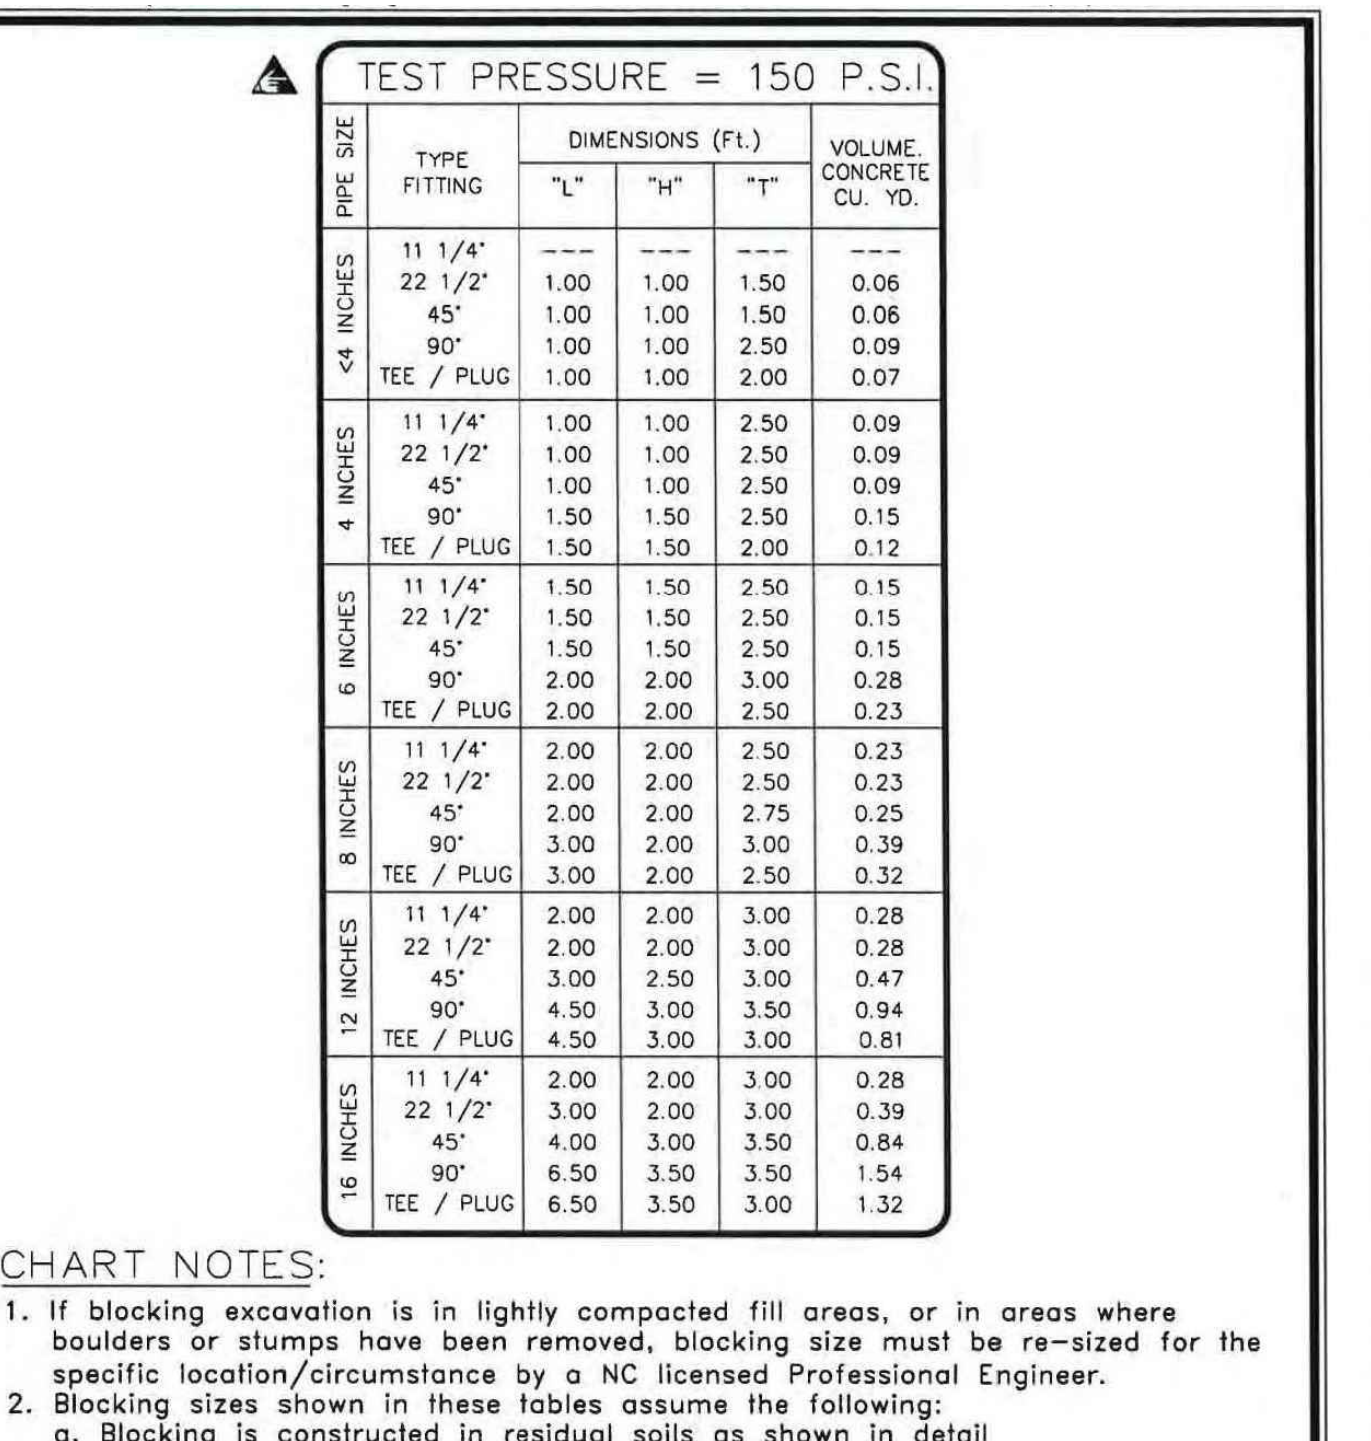 TEST PRESSURE = 150 P.S.I.
PIPE SIZE
TYPE FITTING
DIMENSIONS (Ft.)
"L" "H" "T"
VOLUME. CONCRETE CU. YD.
<4 INCHES
11 1/4° --- --- --- ---
22 1/2° 1.00 1.00 1.50 0.06
45° 1.00 1.00 1.50 0.06
90° 1.00 1.00 2.50 0.09
TEE / PLUG 1.00 1.00 2.00 0.07
4 INCHES
11 1/4° 1.00 1.00 2.50 0.09
22 1/2° 1.00 1.00 2.50 0.09
45° 1.00 1.00 2.50 0.09
90° 1.50 1.50 2.50 0.15
TEE / PLUG 1.50 1.50 2.00 0.12
6 INCHES
11 1/4° 1.50 1.50 2.50 0.15
22 1/2° 1.50 1.50 2.50 0.15
45° 1.50 1.50 2.50 0.15
90° 2.00 2.00 3.00 0.28
TEE / PLUG 2.00 2.00 2.50 0.23
8 INCHES
11 1/4° 2.00 2.00 2.50 0.23
22 1/2° 2.00 2.00 2.50 0.23
45° 2.00 2.00 2.75 0.25
90° 3.00 2.00 3.00 0.39
TEE / PLUG 3.00 2.00 2.50 0.32
12 INCHES
11 1/4° 2.00 2.00 3.00 0.28
22 1/2° 2.00 2.00 3.00 0.28
45° 3.00 2.50 3.00 0.47
90° 4.50 3.00 3.50 0.94
TEE / PLUG 4.50 3.00 3.00 0.81
16 INCHES
11 1/4° 2.00 2.00 3.00 0.28
22 1/2° 3.00 2.00 3.00 0.39
45° 4.00 3.00 3.50 0.84
90° 6.50 3.50 3.50 1.54
TEE / PLUG 6.50 3.50 3.00 1.32
CHART NOTES:
1. If blocking excavation is in lightly compacted fill areas, or in areas where
boulders or stumps have been removed, blocking size must be re-sized for the
specific location/circumstance by a NC licensed Professional Engineer.
2. Blocking sizes shown in these tables assume the following:
a. Blocking is constructed in residual soils as shown in detail